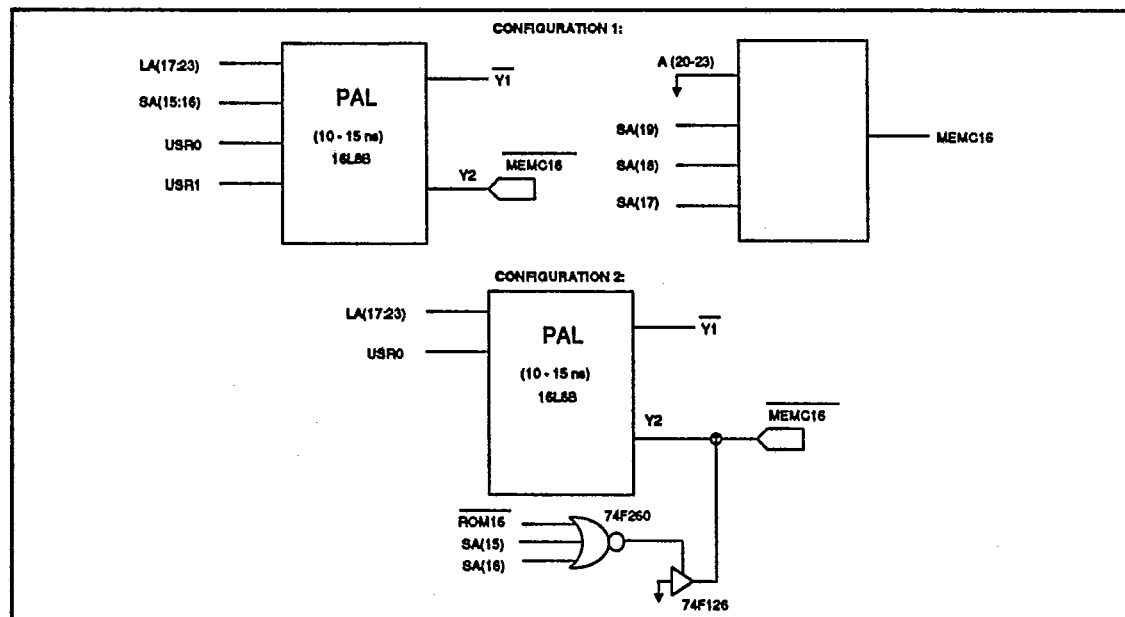 CONFIGURATION 1:
LA(17:23)
SA(15:16)
USR0
USR1
PAL
(10 - 15 ns)
16L8B
Y1
Y2
MEMC16
A (20-23)
SA(19)
SA(18)
SA(17)
MEMC16
CONFIGURATION 2:
LA(17:23)
USR0
PAL
(10 - 15 ns)
16L8B
Y1
Y2
MEMC16
ROM16
SA(15)
SA(16)
74F260
74F126